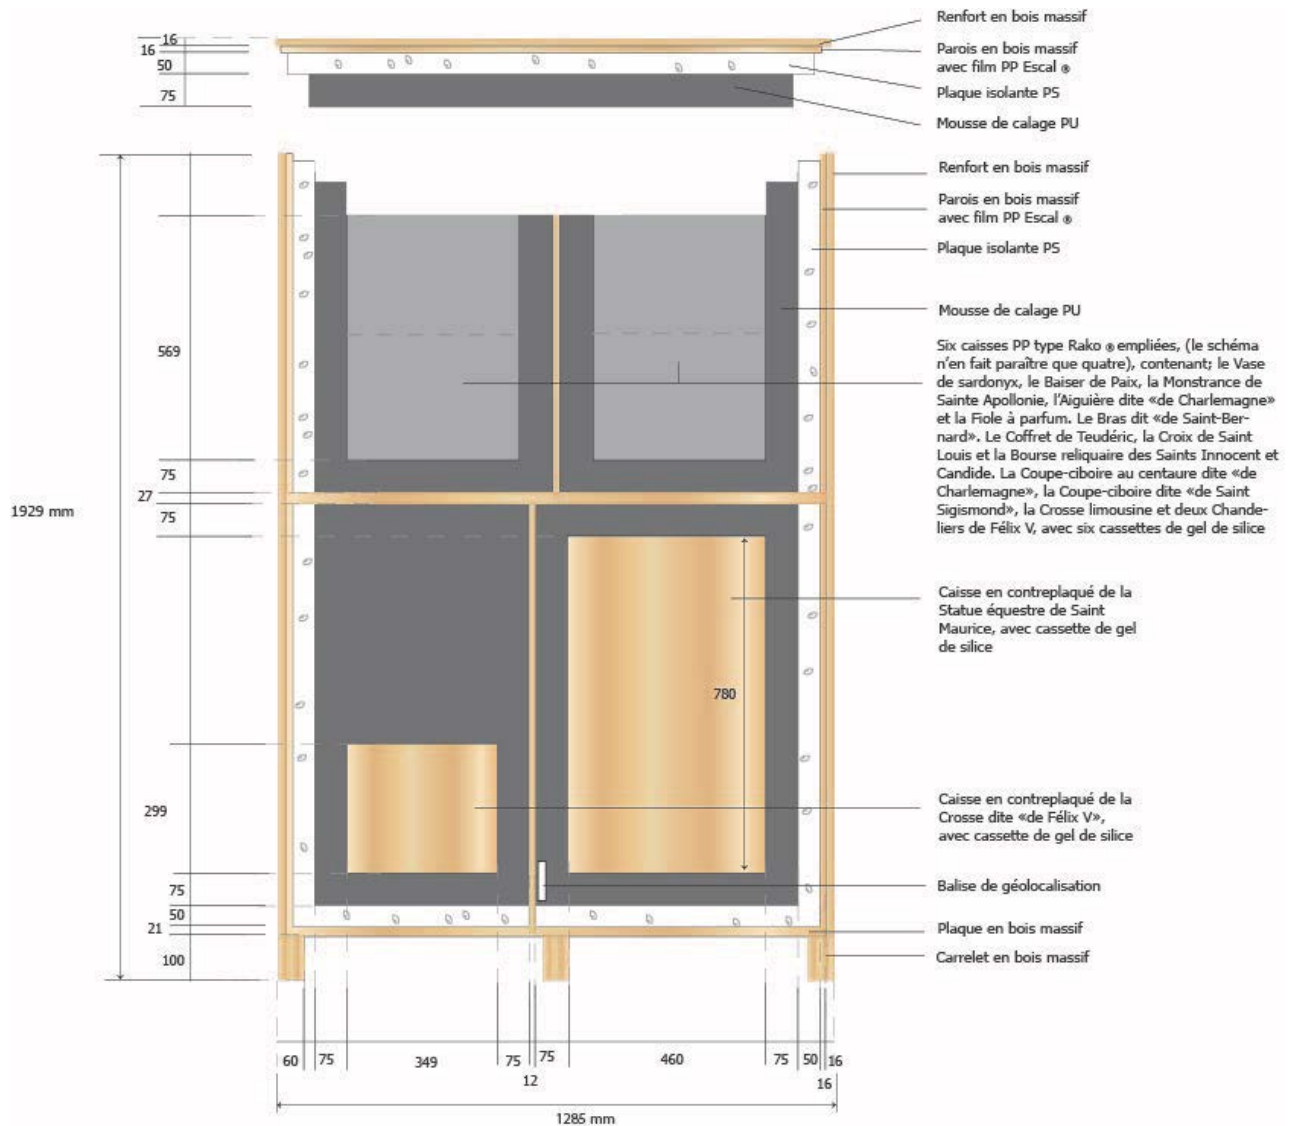 Renfort en bois massif
Parois en bois massif
avec film PP Escal ®
Plaque isolante PS
Mousse de calage PU
16
16
50
75
Renfort en bois massif
Parois en bois massif
avec film PP Escal ®
Plaque isolante PS
Mousse de calage PU
Six caisses PP type Rako ® empliées, (le schéma
n'en fait paraître que quatre), contenant; le Vase
de sardonyx, le Baiser de Paix, la Monstrance de
Sainte Apollonie, l'Aiguière dite «de Charlemagne»
et la Fiole à parfum. Le Bras dit «de Saint-Ber-
nard». Le Coffret de Teudéric, la Croix de Saint
Louis et la Bourse reliquaire des Saints Innocent et
Candide. La Coupe-ciboire au centaure dite «de
Charlemagne», la Coupe-ciboire dite «de Saint
Sigismond», la Crosse limousine et deux Chande-
liers de Félix V, avec six cassettes de gel de silice
569
75
27
75
1929 mm
Caisse en contreplaqué de la
Statue équestre de Saint
Maurice, avec cassette de gel
de silice
780
299
Caisse en contreplaqué de la
Crosse dite «de Félix V»,
avec cassette de gel de silice
75
50
21
100
Balise de géolocalisation
Plaque en bois massif
Carrelet en bois massif
60 75 349 75 75 460 75 50 16
12 16
1285 mm